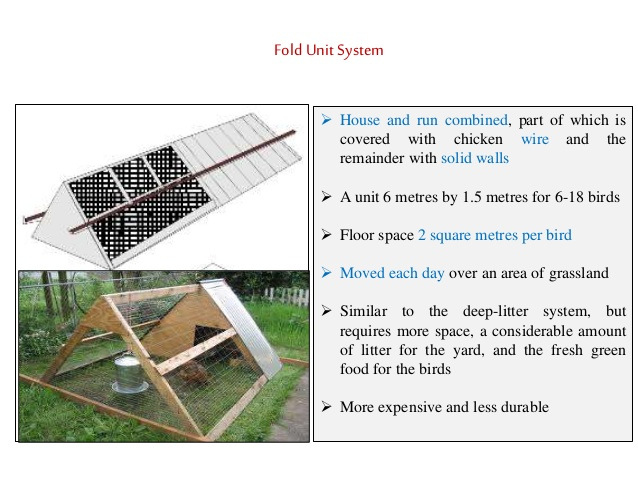 Fold Unit System
➢ House and run combined, part of which is
covered with chicken wire and the
remainder with solid walls
➢ A unit 6 metres by 1.5 metres for 6-18 birds
➢ Floor space 2 square metres per bird
➢ Moved each day over an area of grassland
➢ Similar to the deep-litter system, but
requires more space, a considerable amount
of litter for the yard, and the fresh green
food for the birds
➢ More expensive and less durable